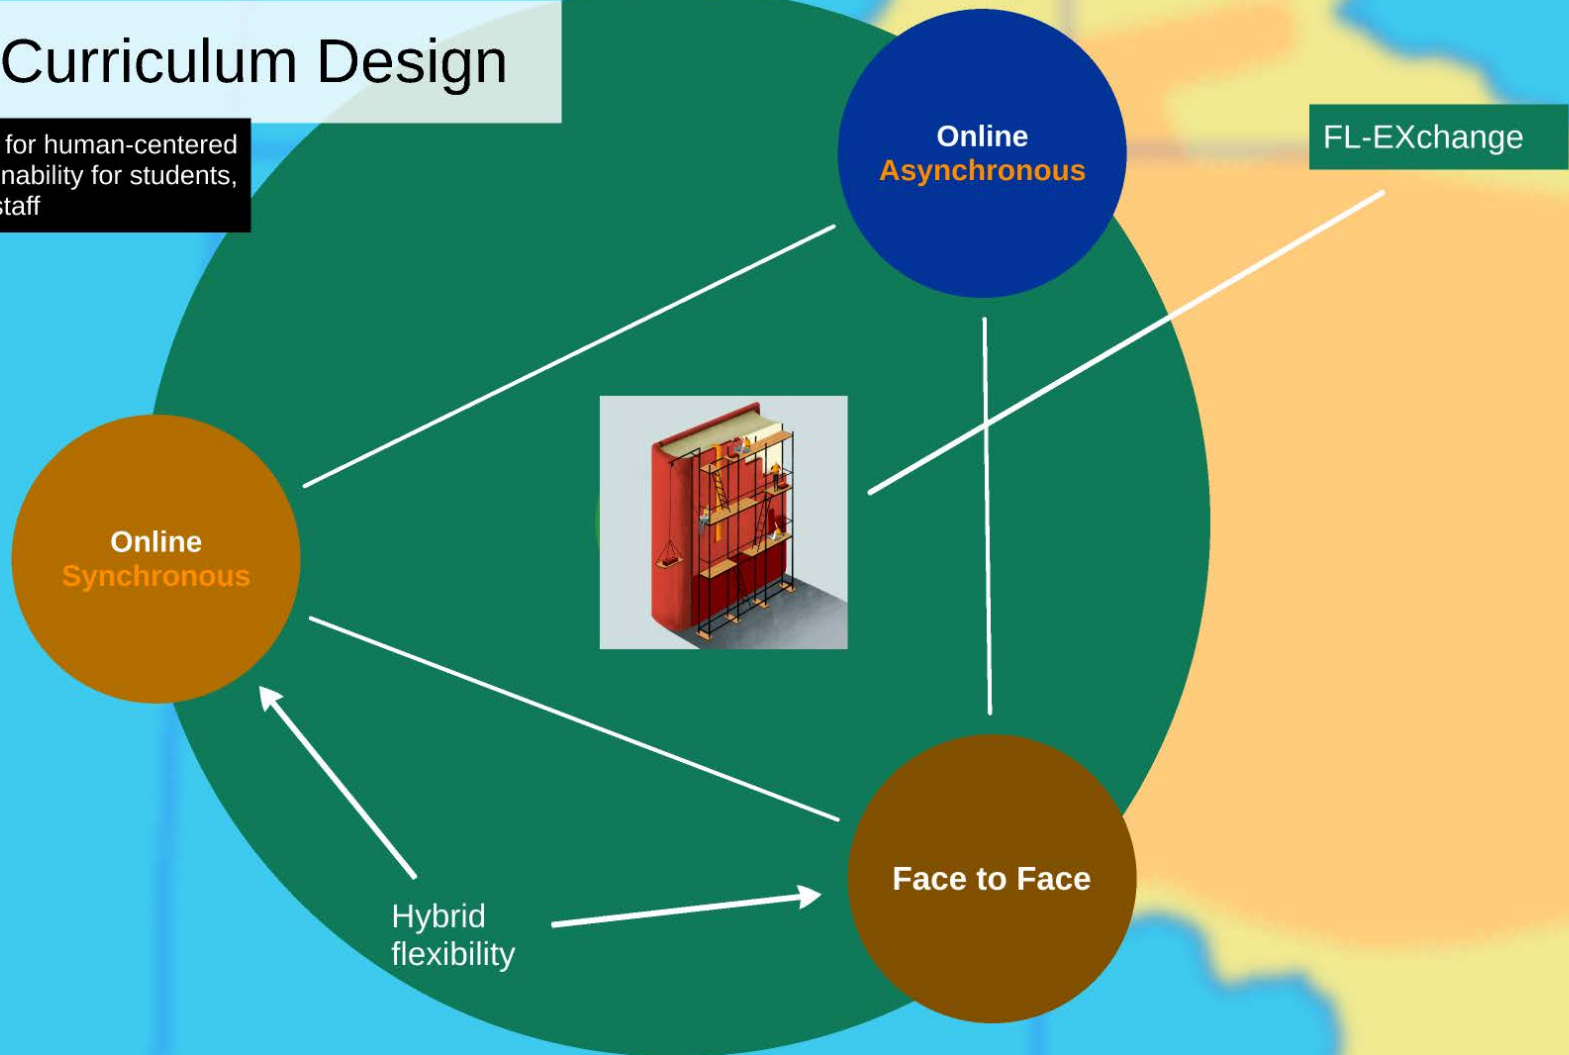 Curriculum Design
for human-centered
nability for students,
staff
Online
Asynchronous
FL-EXchange
Online
Synchronous
Face to Face
Hybrid
flexibility